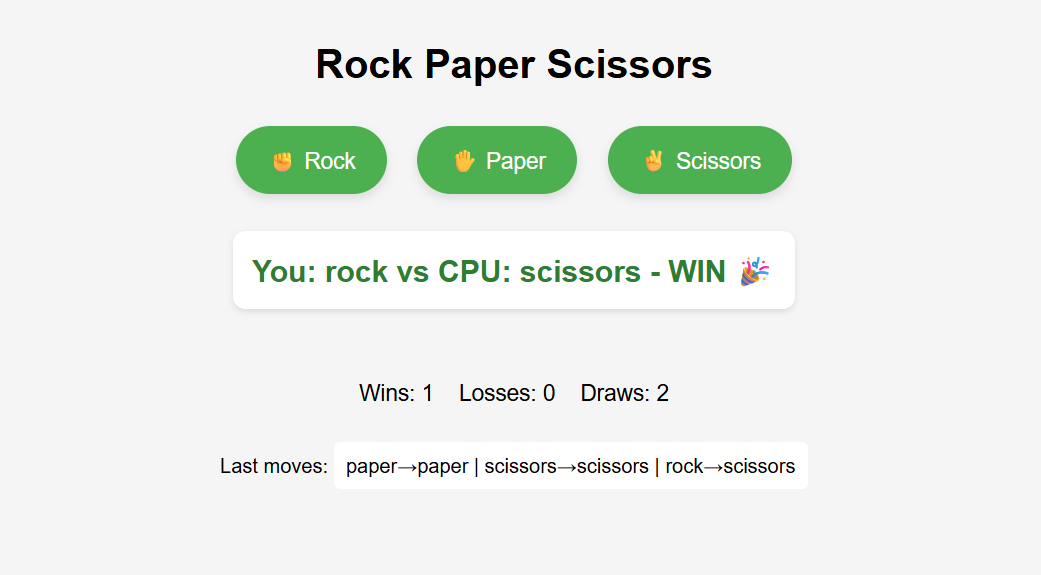 Rock Paper Scissors
✊ Rock ✋ Paper ✌ Scissors
You: rock vs CPU: scissors - WIN 🎉
Wins: 1 Losses: 0 Draws: 2
Last moves: paper→paper | scissors→scissors | rock→scissors